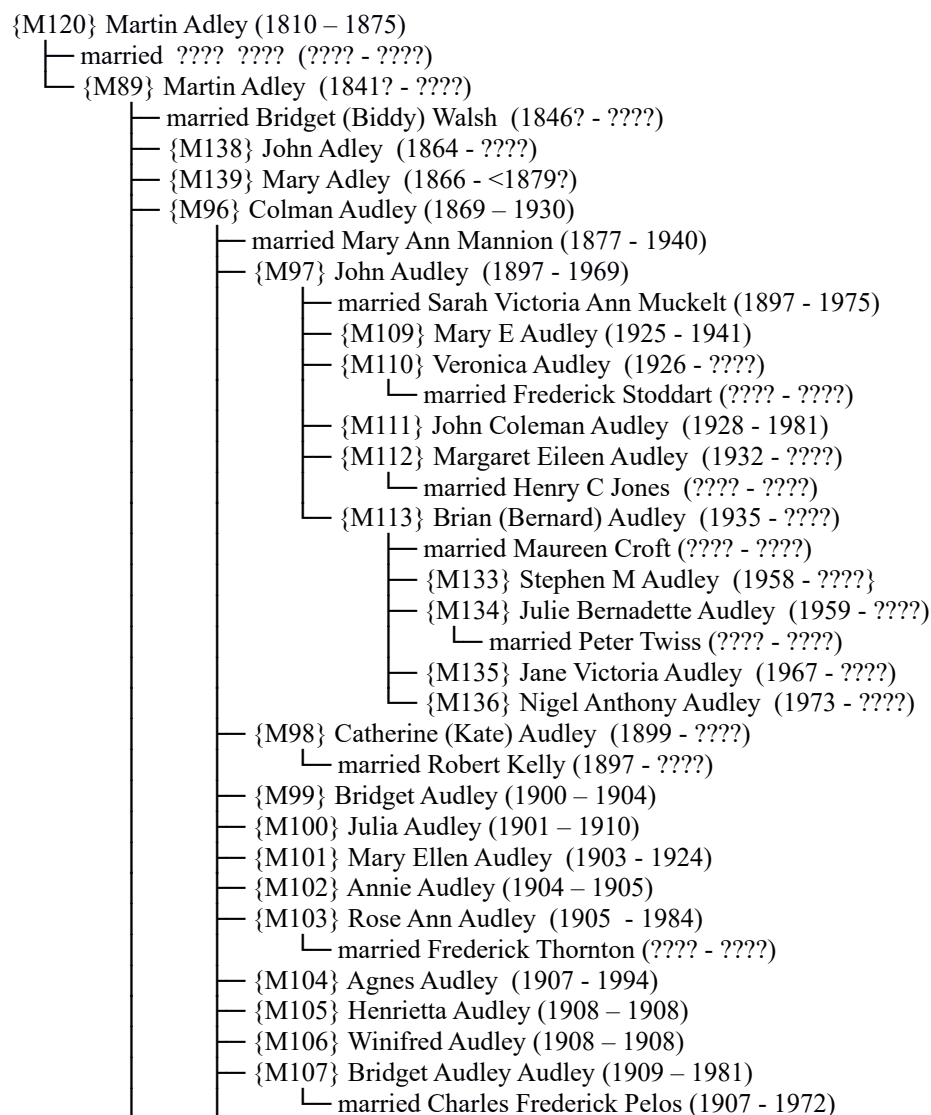 {M120} Martin Adley (1810 – 1875)
married ???? ???? (???? - ????)
{M89} Martin Adley (1841? - ????)
married Bridget (Biddy) Walsh (1846? - ????)
{M138} John Adley (1864 - ????)
{M139} Mary Adley (1866 - <1879?)
{M96} Colman Audley (1869 – 1930)
married Mary Ann Mannion (1877 - 1940)
{M97} John Audley (1897 - 1969)
married Sarah Victoria Ann Muckelt (1897 - 1975)
{M109} Mary E Audley (1925 - 1941)
{M110} Veronica Audley (1926 - ????)
married Frederick Stoddart (???? - ????)
{M111} John Coleman Audley (1928 - 1981)
{M112} Margaret Eileen Audley (1932 - ????)
married Henry C Jones (???? - ????)
{M113} Brian (Bernard) Audley (1935 - ????)
married Maureen Croft (???? - ????)
{M133} Stephen M Audley (1958 - ????}
{M134} Julie Bernadette Audley (1959 - ????)
married Peter Twiss (???? - ????)
{M135} Jane Victoria Audley (1967 - ????)
{M136} Nigel Anthony Audley (1973 - ????)
{M98} Catherine (Kate) Audley (1899 - ????)
married Robert Kelly (1897 - ????)
{M99} Bridget Audley (1900 – 1904)
{M100} Julia Audley (1901 – 1910)
{M101} Mary Ellen Audley (1903 - 1924)
{M102} Annie Audley (1904 – 1905)
{M103} Rose Ann Audley (1905 - 1984)
married Frederick Thornton (???? - ????)
{M104} Agnes Audley (1907 - 1994)
{M105} Henrietta Audley (1908 – 1908)
{M106} Winifred Audley (1908 – 1908)
{M107} Bridget Audley Audley (1909 – 1981)
married Charles Frederick Pelos (1907 - 1972)